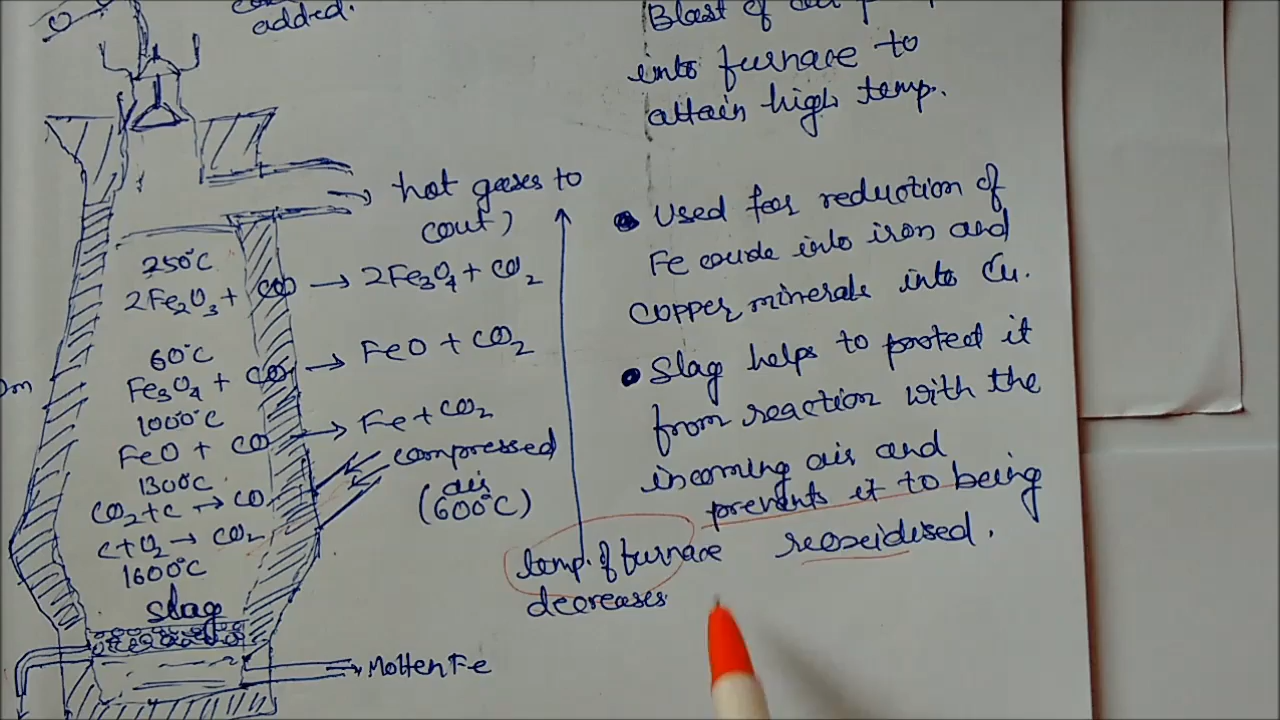 added.
Blast of
into furnace to
attain high temp.
hot gases to
cout)
250°C
2Fe2O3 + CO → 2Fe3O4 + CO2
60°C
Fe3O4 + CO → FeO + CO2
1000°C
FeO + CO → Fe + CO2
1300°C
CO2 + C → CO
C + O2 → CO2
1600°C
slag
compressed
air
(600°C)
Molten Fe
temp. of furnace
decreases
• Used for reduction of
Fe coude into iron and
copper minerals into Cu.
• Slag helps to protect it
from reaction with the
incoming air and
prevents it to being
reoxidised.